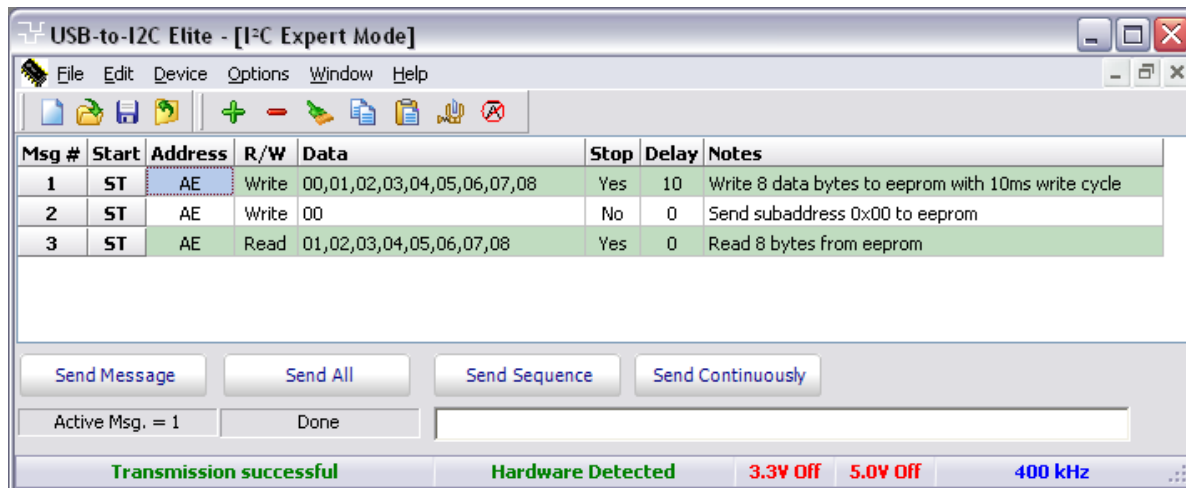 USB-to-I2C Elite - [I²C Expert Mode]
File Edit Device Options Window Help
Msg # Start Address R/W Data Stop Delay Notes
1 ST AE Write 00,01,02,03,04,05,06,07,08 Yes 10 Write 8 data bytes to eeprom with 10ms write cycle
2 ST AE Write 00 No 0 Send subaddress 0x00 to eeprom
3 ST AE Read 01,02,03,04,05,06,07,08 Yes 0 Read 8 bytes from eeprom
Send Message Send All Send Sequence Send Continuously
Active Msg. = 1 Done
Transmission successful Hardware Detected 3.3V Off 5.0V Off 400 kHz